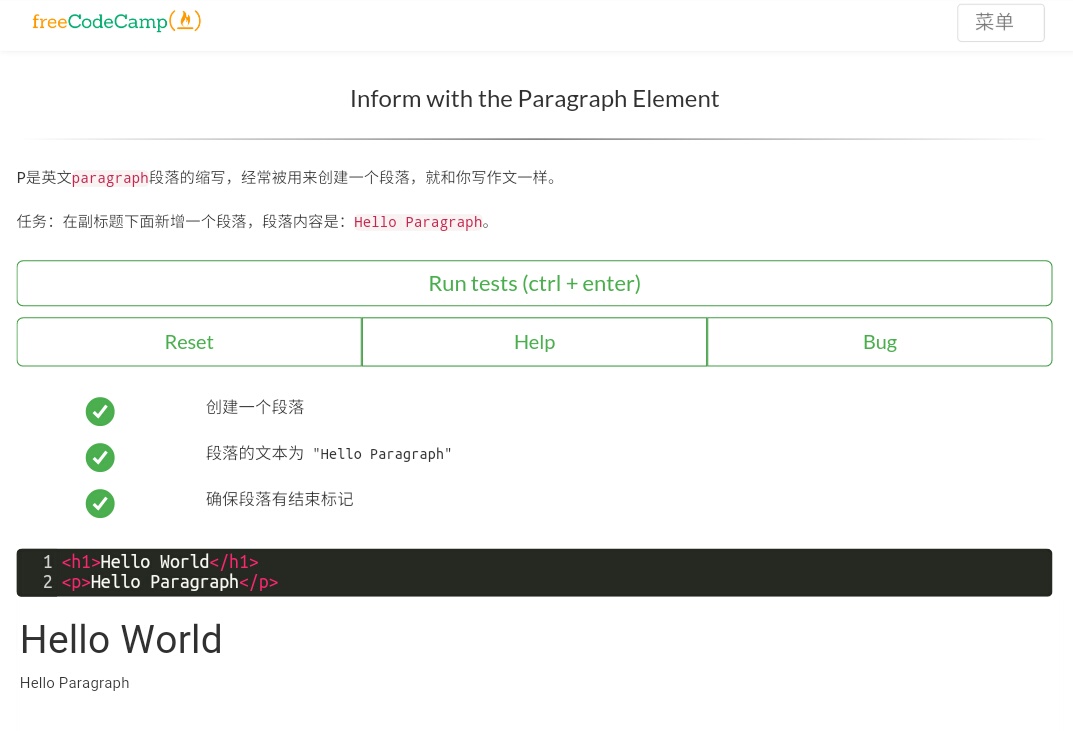 freeCodeCamp(🔥)
菜单
Inform with the Paragraph Element
P是英文paragraph段落的缩写，经常被用来创建一个段落，就和你写作文一样。
任务：在副标题下面新增一个段落，段落内容是：Hello Paragraph。
Run tests (ctrl + enter)
Reset
Help
Bug
创建一个段落
段落的文本为 "Hello Paragraph"
确保段落有结束标记
1 <h1>Hello World</h1>
2 <p>Hello Paragraph</p>
Hello World
Hello Paragraph